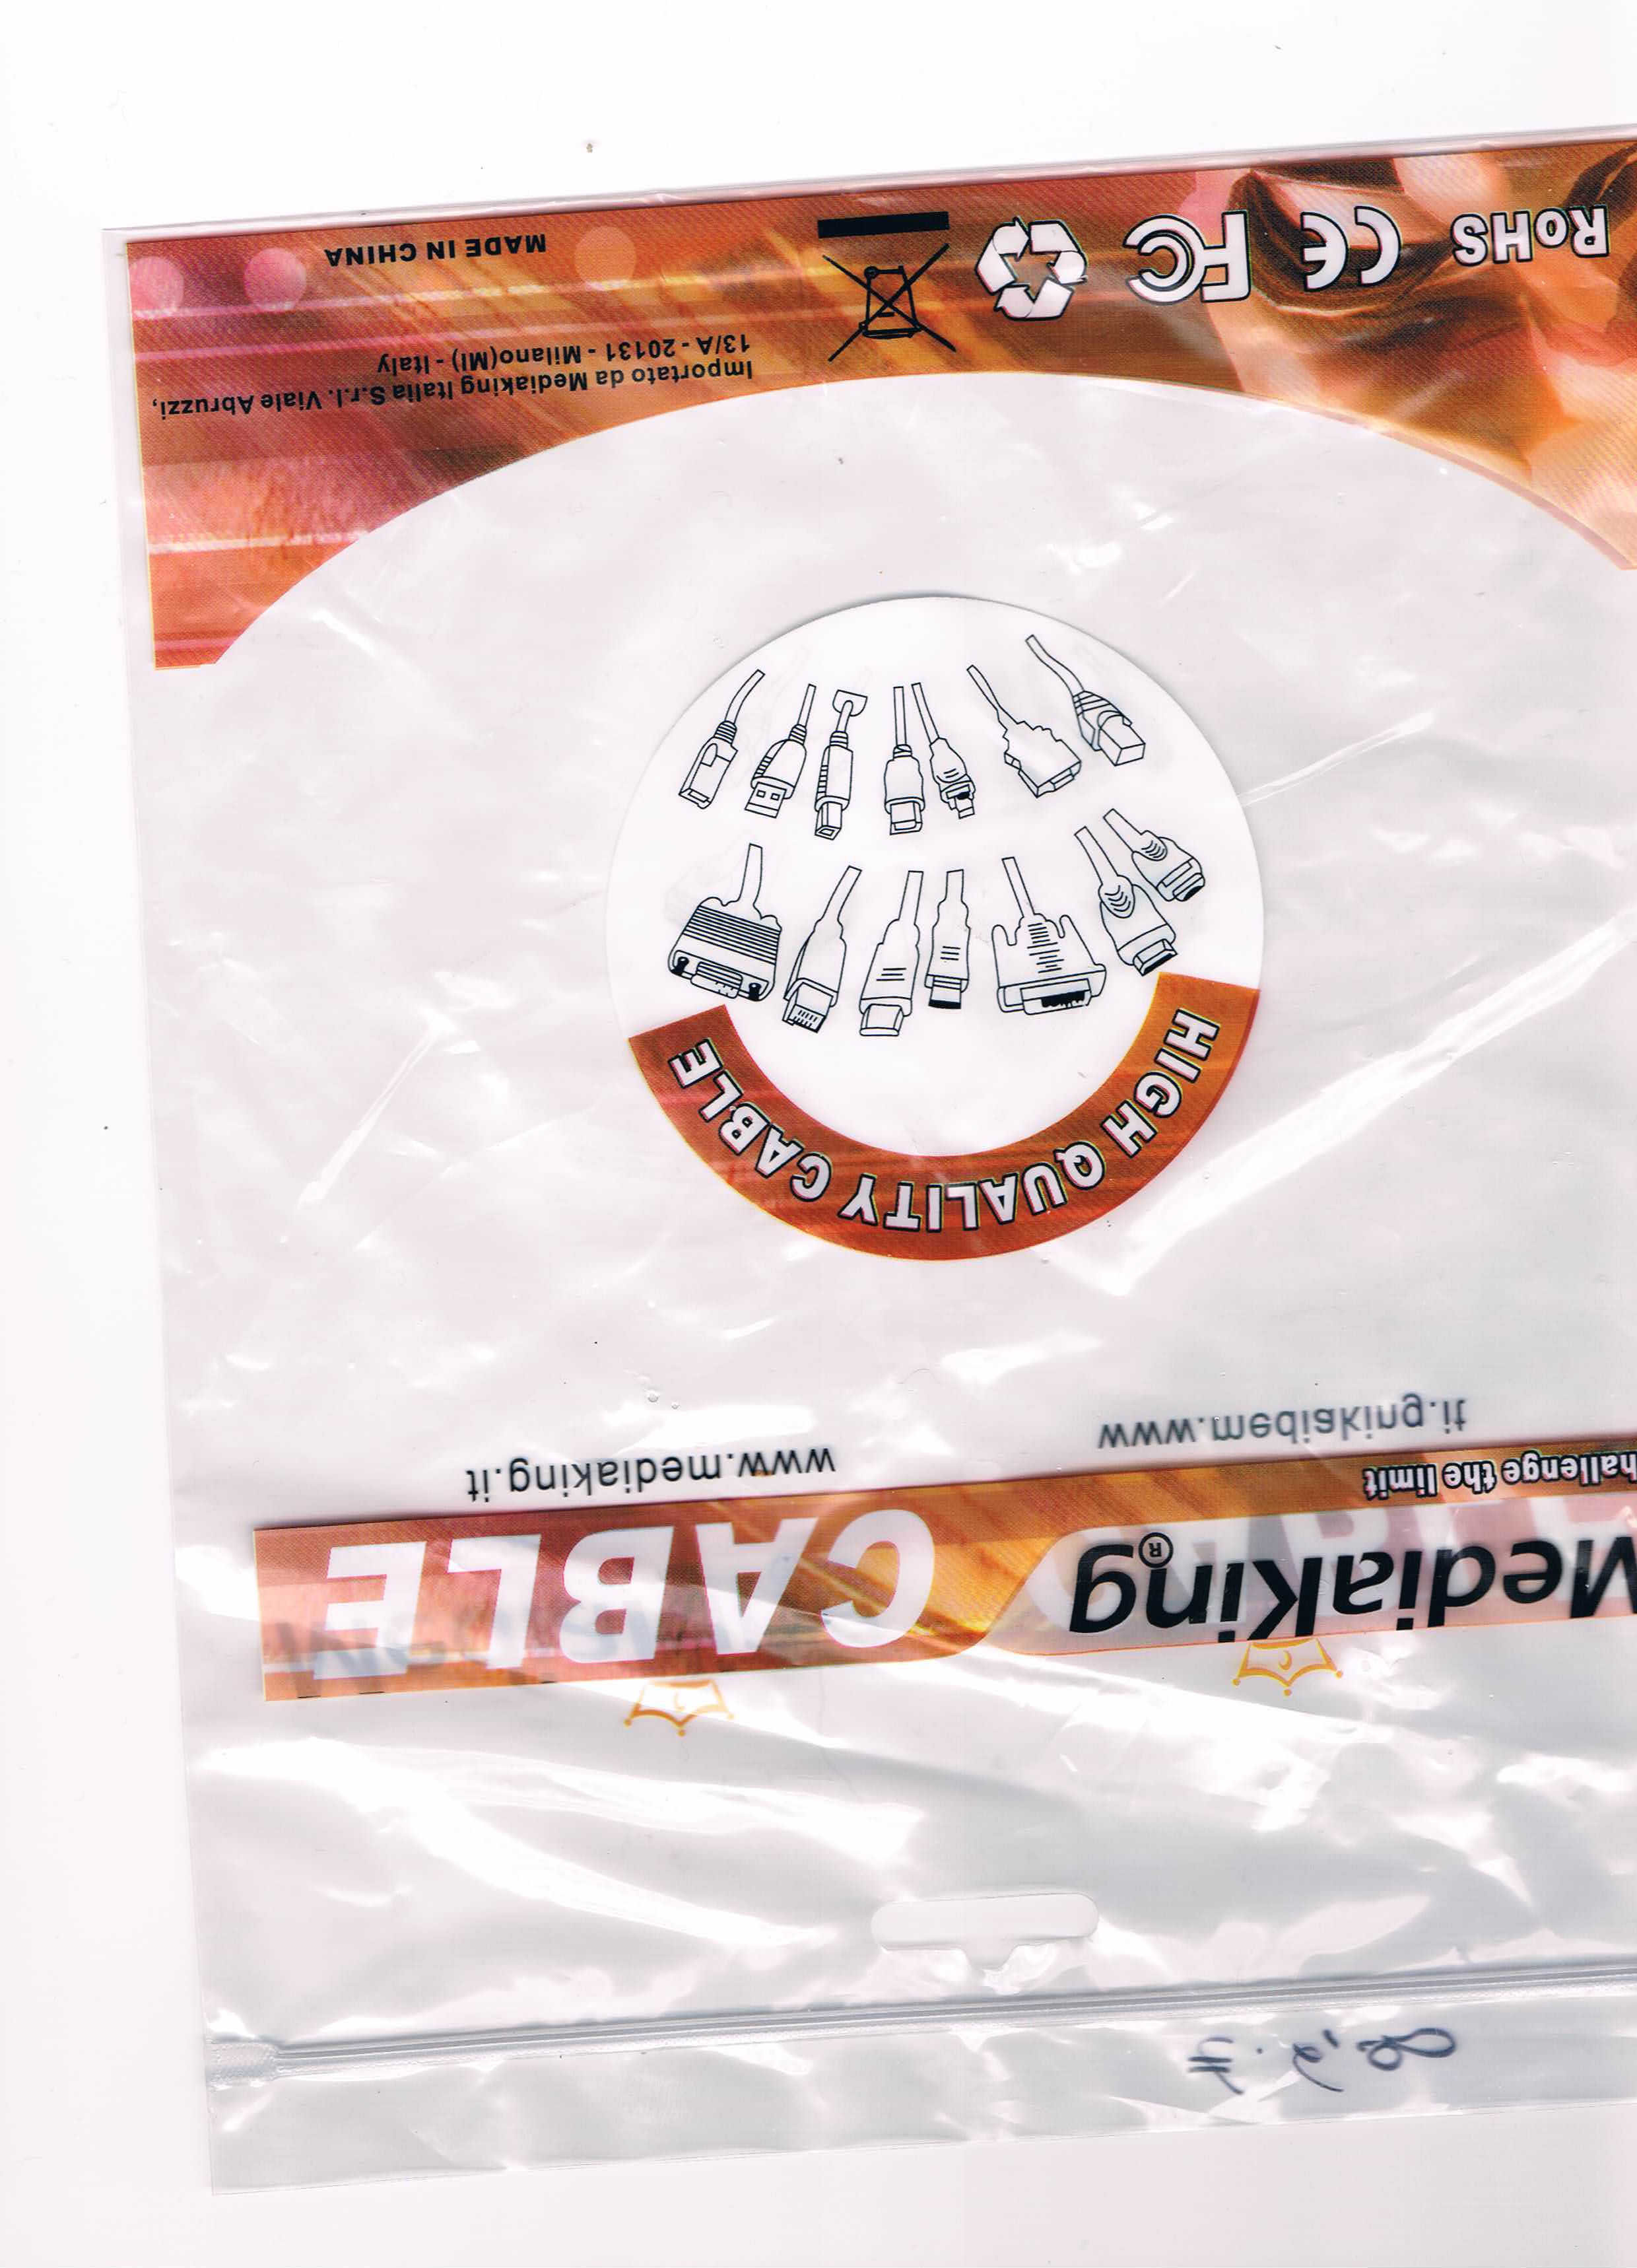 CABLE
MediaKing®
hallenge the limit
www.mediaking.it
www.mediaking.it
HIGH QUALITY CABLE
Importato da Mediaking Italia S.r.l. Viale Abruzzi,
13/A - 20131 - Milano(MI) - Italy
RoHS CE FC
MADE IN CHINA